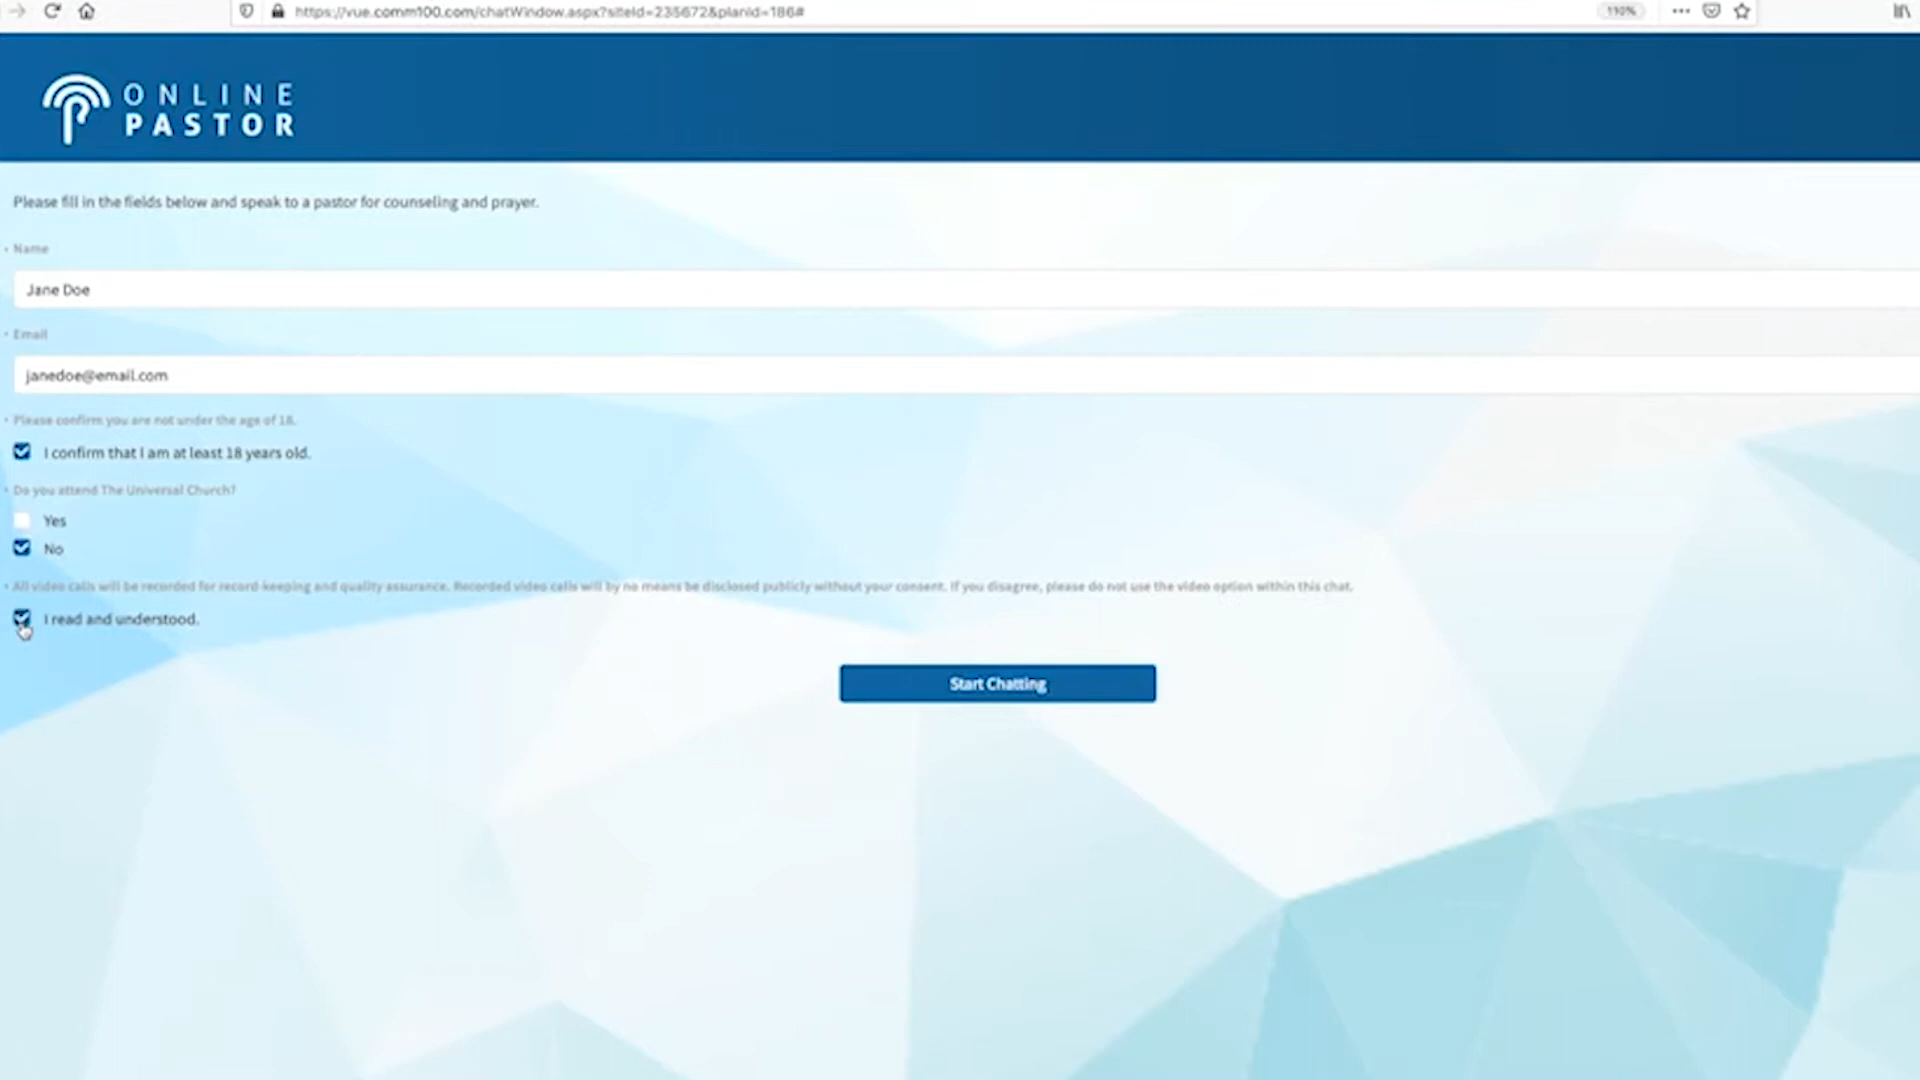 https://vue.comm100.com/chatWindow.aspx?siteId=235672&planId=186#
110%
ONLINE
PASTOR
Please fill in the fields below and speak to a pastor for counseling and prayer.
Name
Jane Doe
Email
janedoe@email.com
Please confirm you are not under the age of 18.
I confirm that I am at least 18 years old.
Do you attend The Universal Church?
Yes
No
All video calls will be recorded for record-keeping and quality assurance. Recorded video calls will by no means be disclosed publicly without your consent. If you disagree, please do not use the video option within this chat.
I read and understood.
Start Chatting